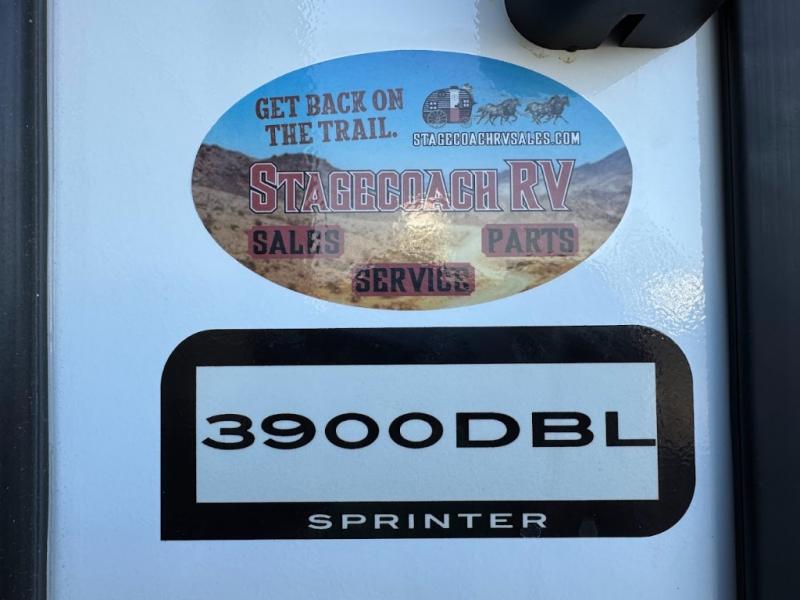 GET BACK ON
THE TRAIL.
STAGECOACHRVSALES.COM
STAGECOACH RV
SALES
PARTS
SERVICE
3900DBL
SPRINTER